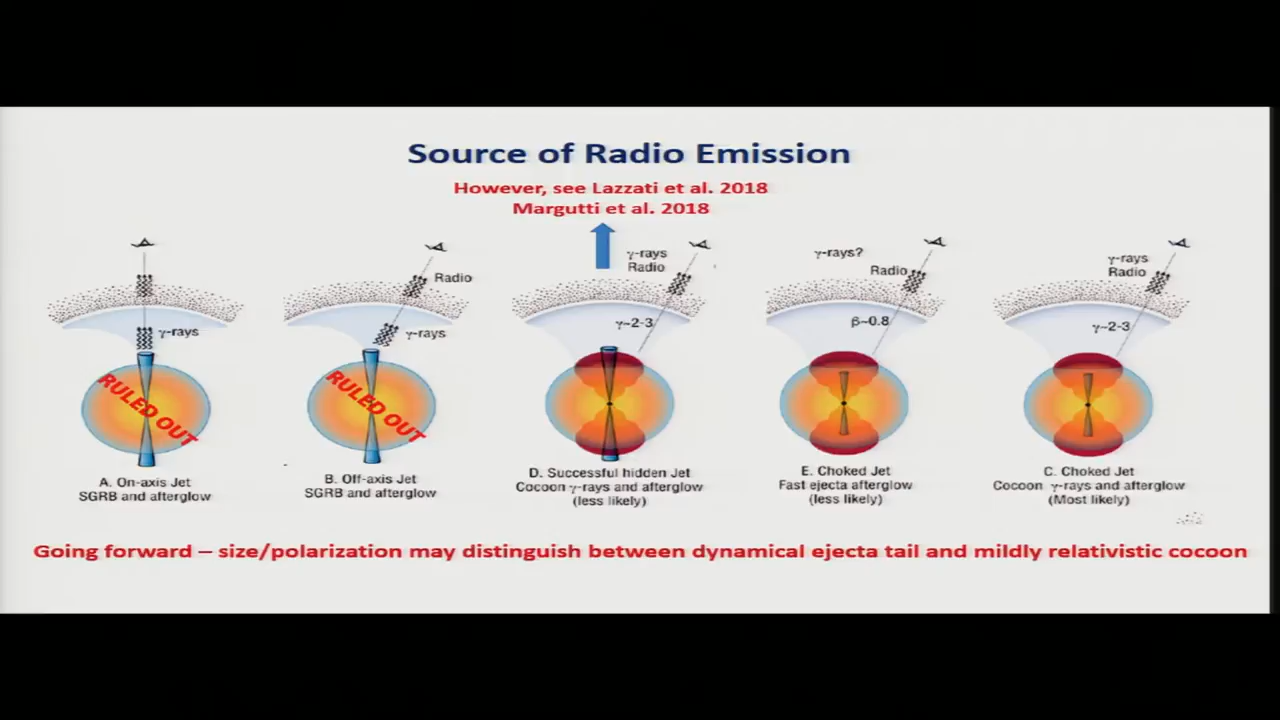 Source of Radio Emission
However, see Lazzati et al. 2018
Margutti et al. 2018
γ-rays
RULED OUT
A. On-axis Jet
SGRB and afterglow
Radio
γ-rays
RULED OUT
B. Off-axis Jet
SGRB and afterglow
γ-rays
Radio
γ~2-3
D. Successful hidden Jet
Cocoon γ-rays and afterglow
(less likely)
γ-rays?
Radio
β~0.8
E. Choked Jet
Fast ejecta afterglow
(less likely)
γ-rays
Radio
γ~2-3
C. Choked Jet
Cocoon γ-rays and afterglow
(Most likely)
Going forward – size/polarization may distinguish between dynamical ejecta tail and mildly relativistic cocoon